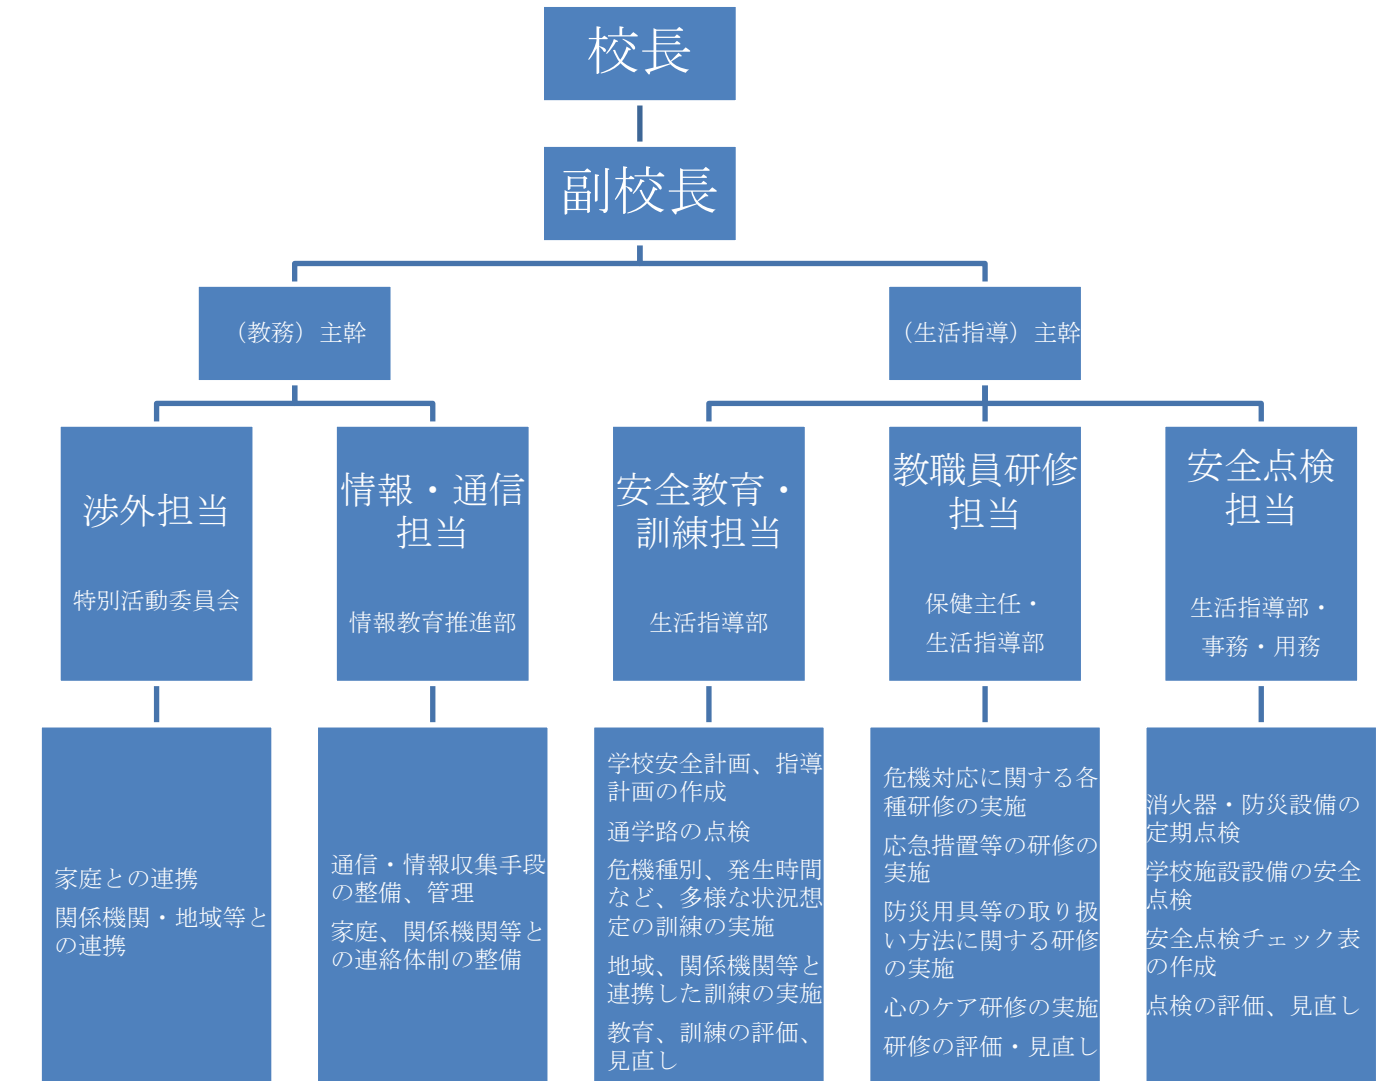 校長
副校長
（教務）主幹
（生活指導）主幹
渉外担当
特別活動委員会
情報・通信
担当
情報教育推進部
安全教育・
訓練担当
生活指導部
教職員研修
担当
保健主任・
生活指導部
安全点検
担当
生活指導部・
事務・用務
家庭との連携
関係機関・地域等と
の連携
通信・情報収集手段
の整備、管理
家庭、関係機関等と
の連絡体制の整備
学校安全計画、指導
計画の作成
通学路の点検
危機種別、発生時間
など、多様な状況想
定の訓練の実施
地域、関係機関等と
連携した訓練の実施
教育、訓練の評価、
見直し
危機対応に関する各
種研修の実施
応急措置等の研修の
実施
防災用具等の取り扱
い方法に関する研修
の実施
心のケア研修の実施
研修の評価・見直し
消火器・防災設備の
定期点検
学校施設設備の安全
点検
安全点検チェック表
の作成
点検の評価、見直し